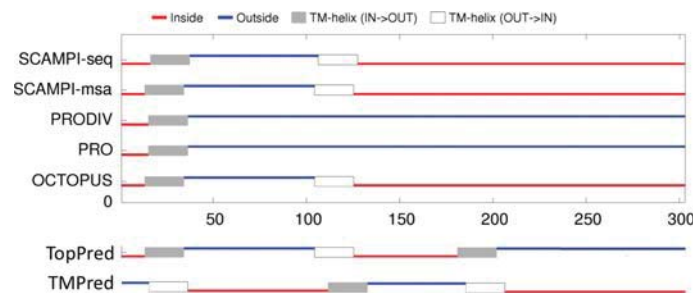 Inside Outside TM-helix (IN->OUT) TM-helix (OUT->IN)
SCAMPI-seq
SCAMPI-msa
PRODIV
PRO
OCTOPUS
0
50 100 150 200 250 300
TopPred
TMPred